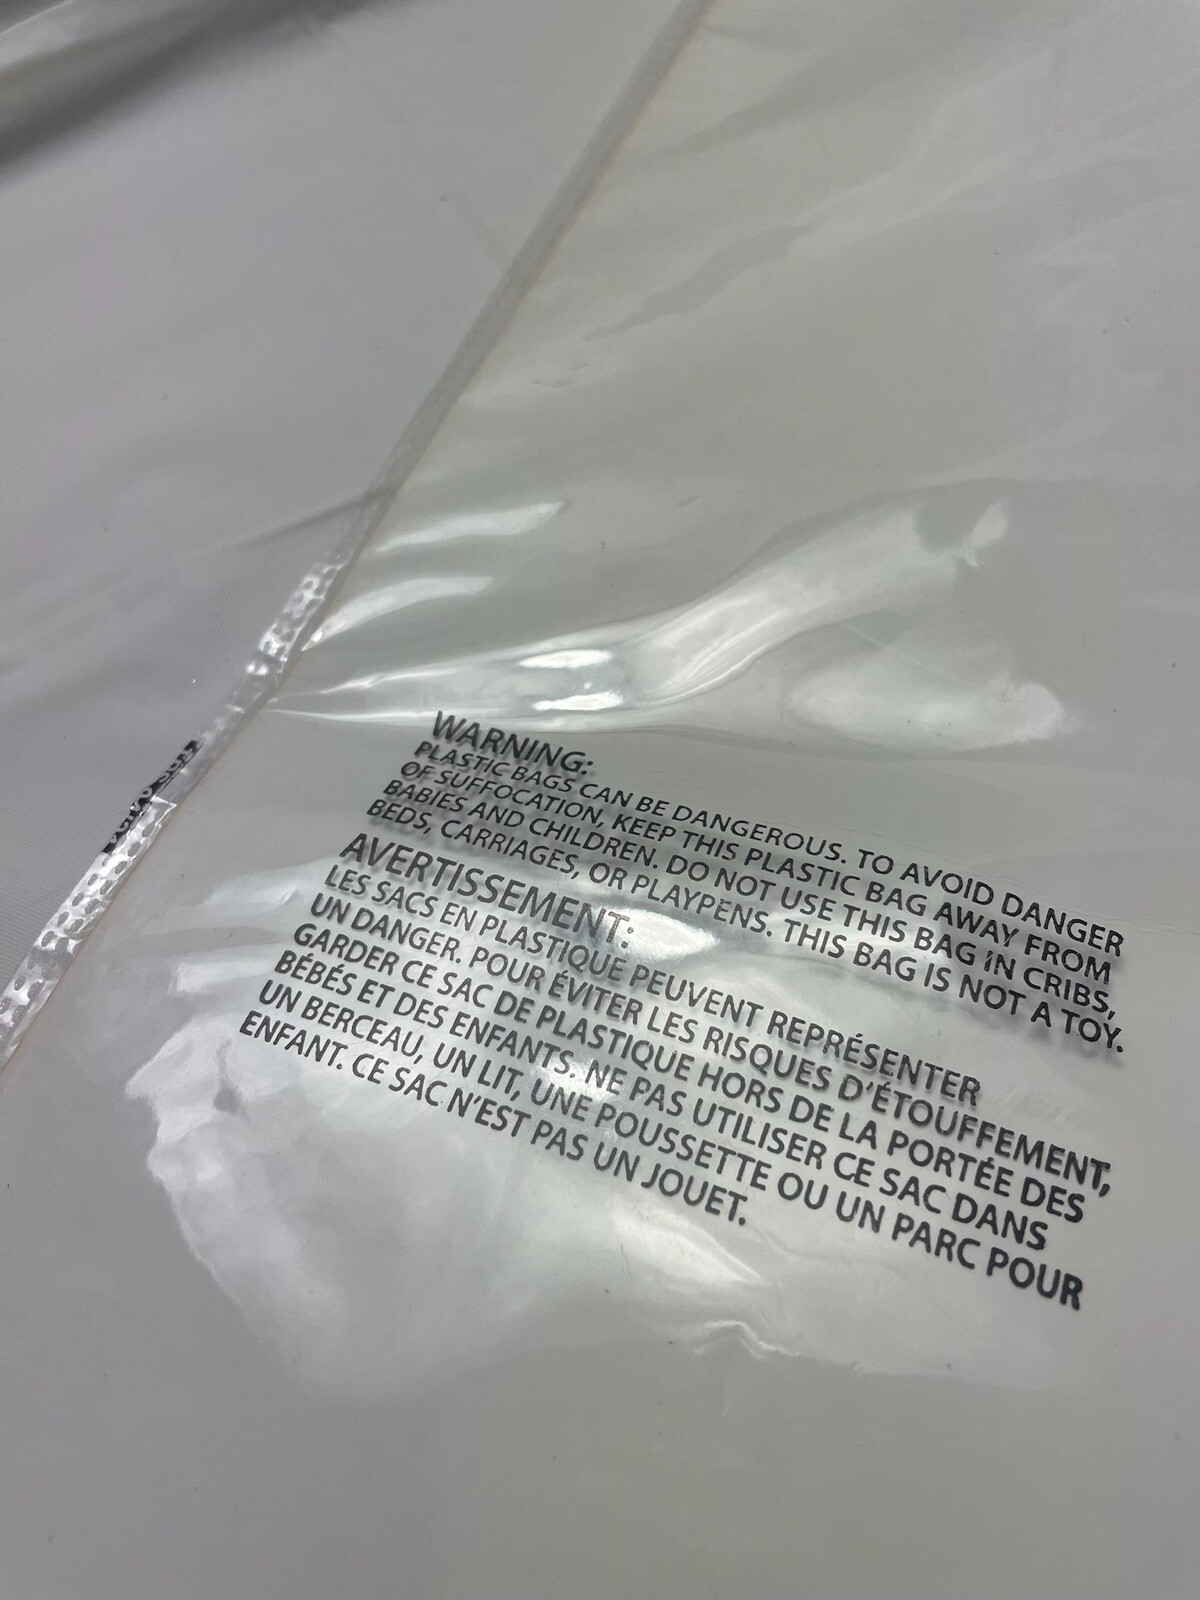 WARNING:
PLASTIC BAGS CAN BE DANGEROUS. TO AVOID DANGER
OF SUFFOCATION, KEEP THIS PLASTIC BAG AWAY FROM
BABIES AND CHILDREN. DO NOT USE THIS BAG IN CRIBS,
BEDS, CARRIAGES, OR PLAYPENS. THIS BAG IS NOT A TOY.
AVERTISSEMENT:
LES SACS EN PLASTIQUE PEUVENT REPRÉSENTER
UN DANGER. POUR ÉVITER LES RISQUES D'ÉTOUFFEMENT,
GARDER CE SAC DE PLASTIQUE HORS DE LA PORTÉE DES
BÉBÉS ET DES ENFANTS. NE PAS UTILISER CE SAC DANS
UN BERCEAU, UN LIT, UNE POUSSETTE OU UN PARC POUR
ENFANT. CE SAC N'EST PAS UN JOUET.